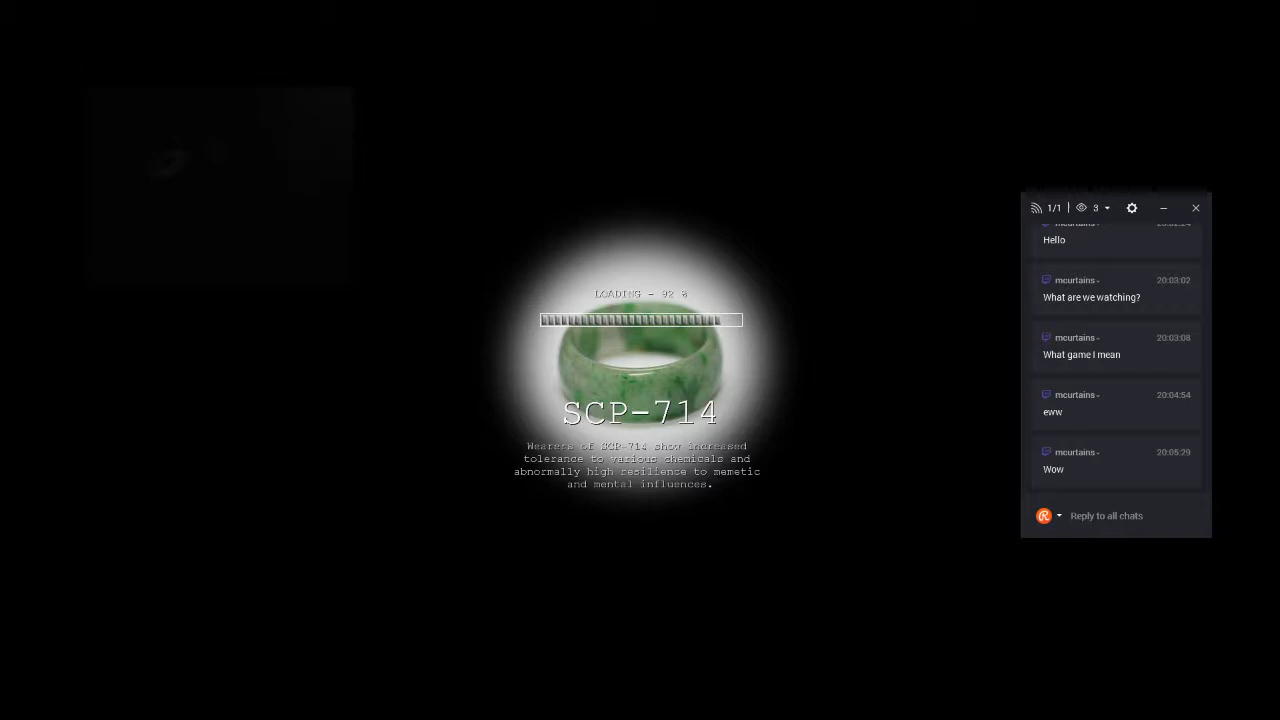 LOADING - 92 %
SCP-714
Wearers of SCP-714 show increased
tolerance to various chemicals and
abnormally high resilience to memetic
and mental influences.
1/1
3
mcurtains-
Hello
mcurtains-
20:03:02
What are we watching?
mcurtains-
20:03:08
What game I mean
mcurtains-
20:04:54
eww
mcurtains-
20:05:29
Wow
Reply to all chats